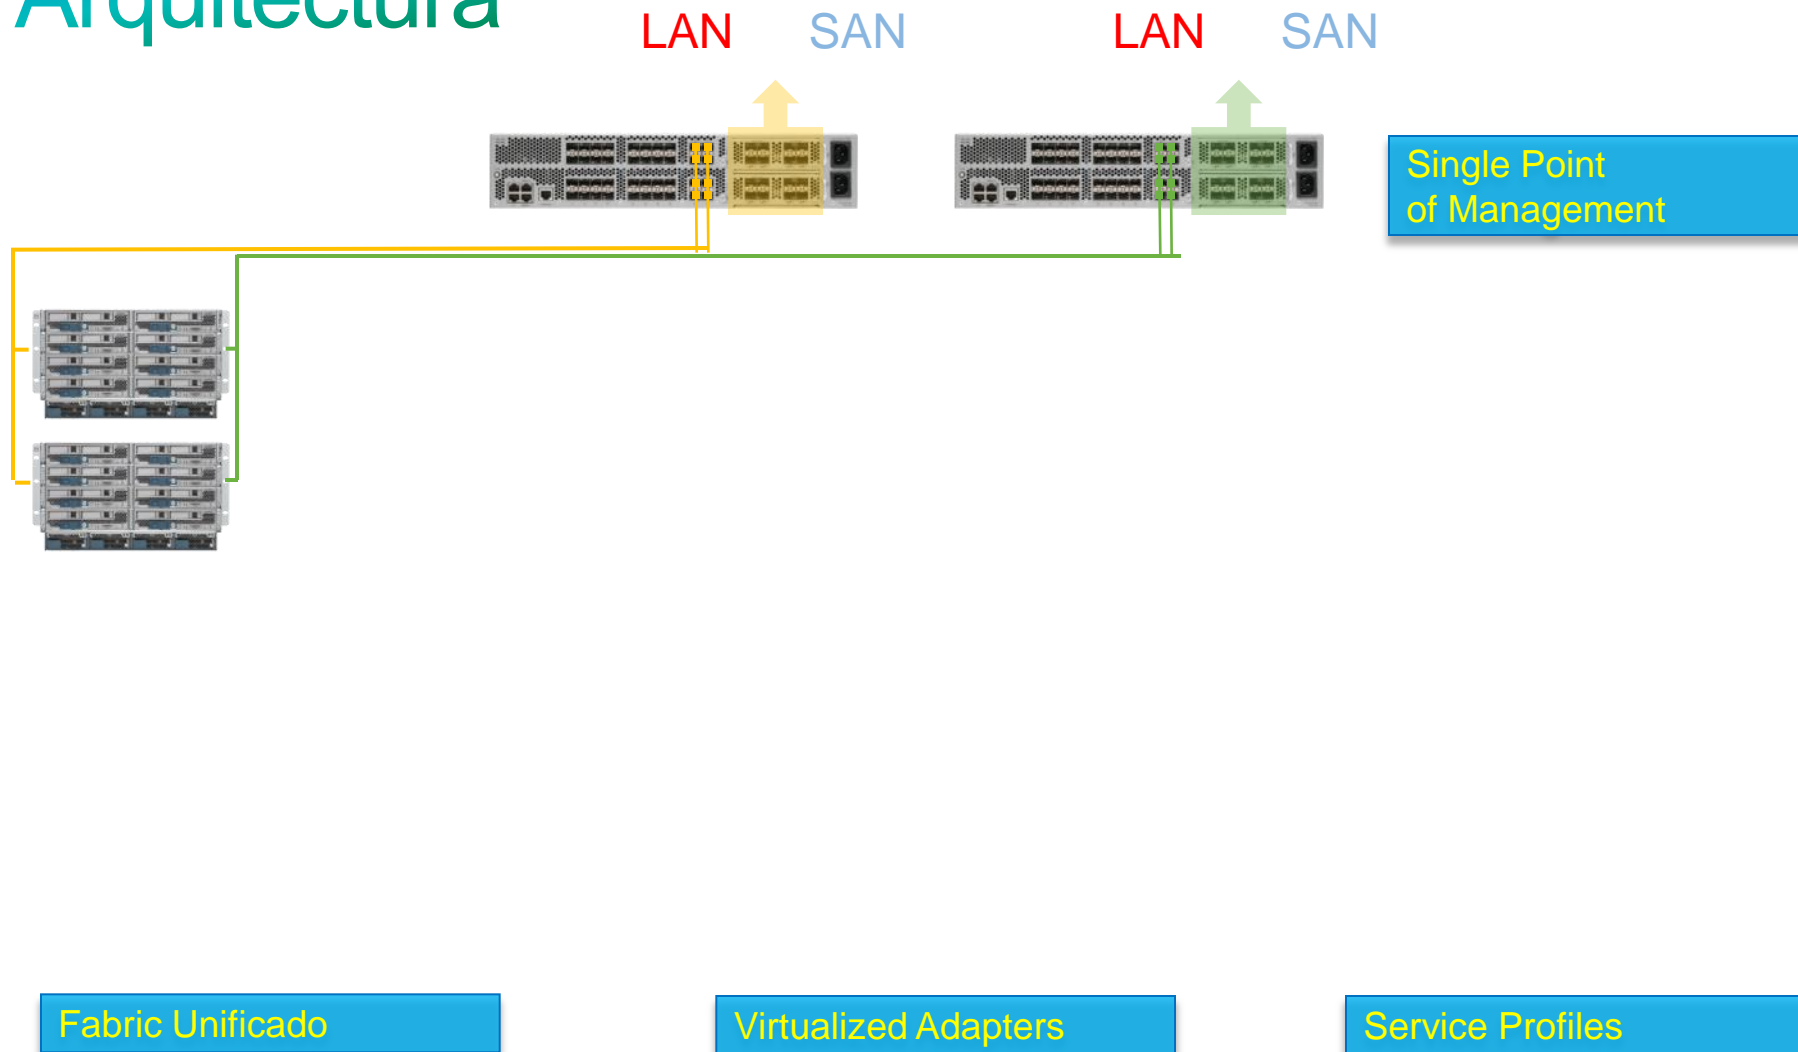 Arquitectura
LAN SAN LAN SAN
Single Point
of Management
Fabric Unificado
Virtualized Adapters
Service Profiles